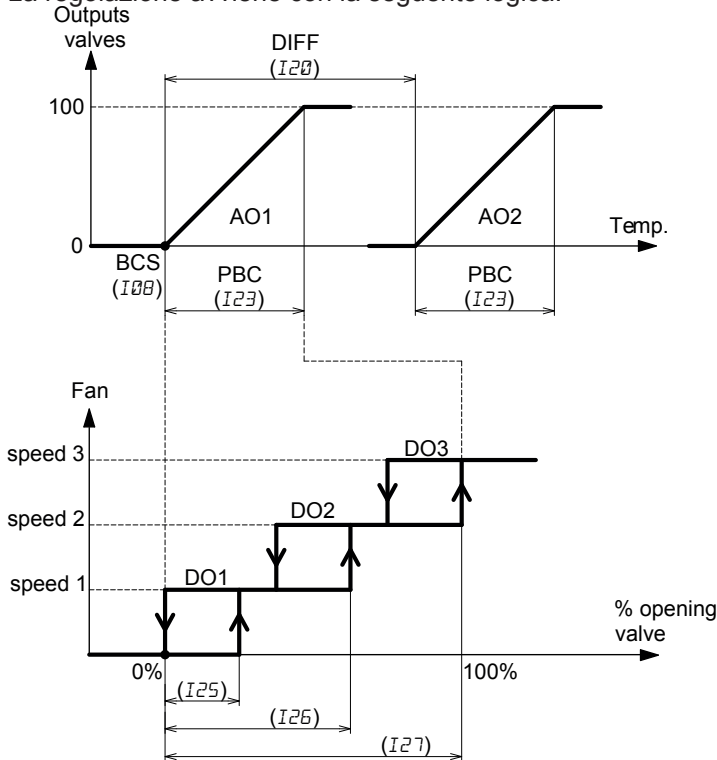 La regolazione avviene con la seguente logica:
Outputs
valves
DIFF
(I20)
100
AO1
AO2
Temp.
0
BCS
(I08)
PBC
(I23)
PBC
(I23)
Fan
speed 3
DO3
speed 2
DO2
speed 1
DO1
% opening
valve
0%
100%
(I25)
(I26)
(I27)